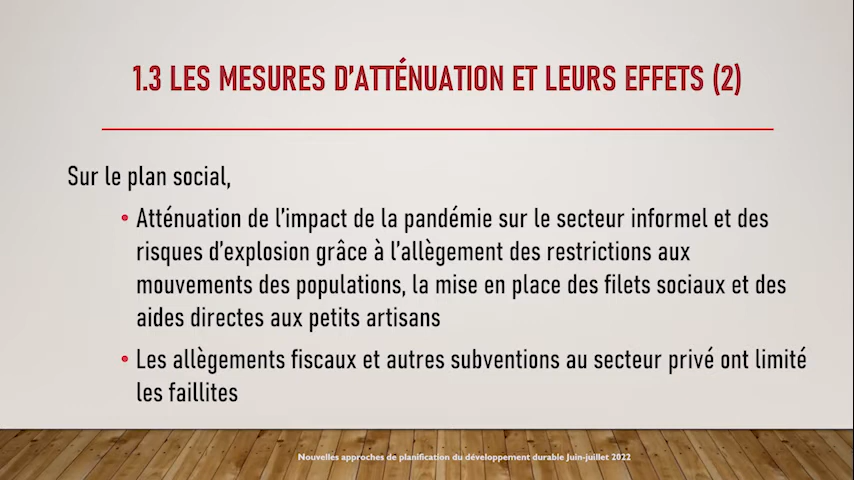 1.3 LES MESURES D'ATTÉNUATION ET LEURS EFFETS (2)
Sur le plan social,
• Atténuation de l'impact de la pandémie sur le secteur informel et des
risques d'explosion grâce à l'allègement des restrictions aux
mouvements des populations, la mise en place des filets sociaux et des
aides directes aux petits artisans
• Les allègements fiscaux et autres subventions au secteur privé ont limité
les faillites
Nouvelles approches de planification du développement durable Juin-juillet 2022